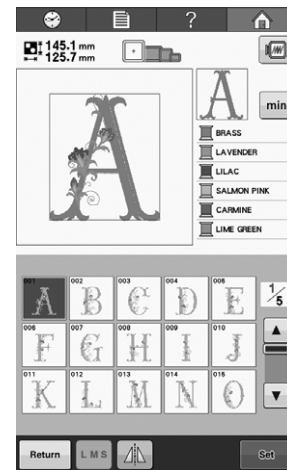 ?
145.1 mm
125.7 mm
min
A
A
BRASS
LAVENDER
LILAC
SALMON PINK
CARMINE
LIME GREEN
001 002 003 004 005
A B C D E
1/5
006 007 008 009 010
F G H I J
011 012 013 014 015
K L M N O
Return L M S Set